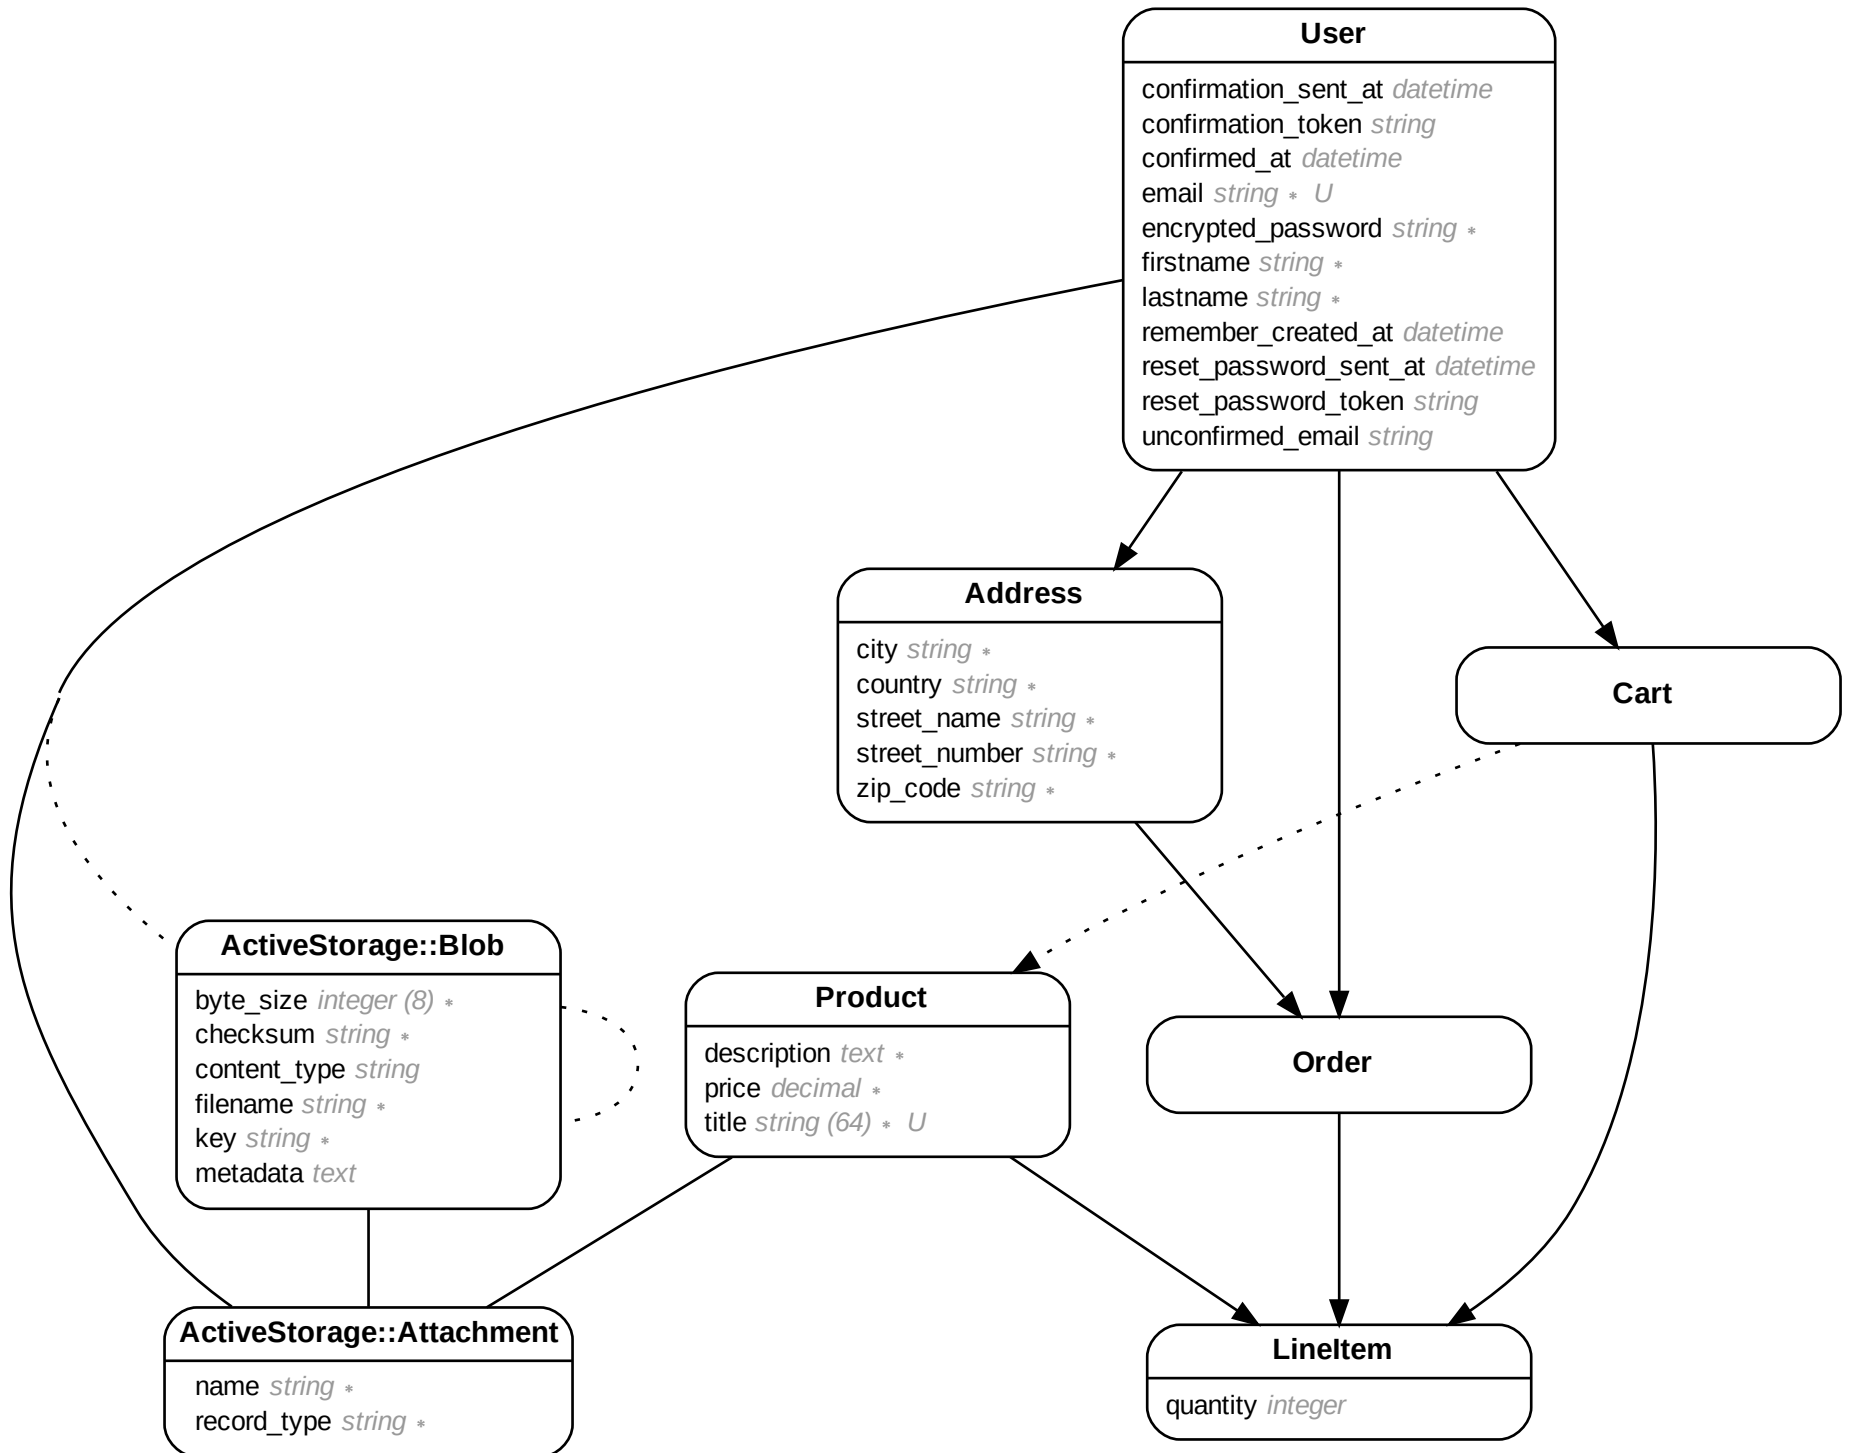 User
confirmation_sent_at datetime
confirmation_token string
confirmed_at datetime
email string * U
encrypted_password string *
firstname string *
lastname string *
remember_created_at datetime
reset_password_sent_at datetime
reset_password_token string
unconfirmed_email string
Address
city string *
country string *
street_name string *
street_number string *
zip_code string *
Cart
ActiveStorage::Blob
byte_size integer (8) *
checksum string *
content_type string
filename string *
key string *
metadata text
Product
description text *
price decimal *
title string (64) * U
Order
ActiveStorage::Attachment
name string *
record_type string *
LineItem
quantity integer